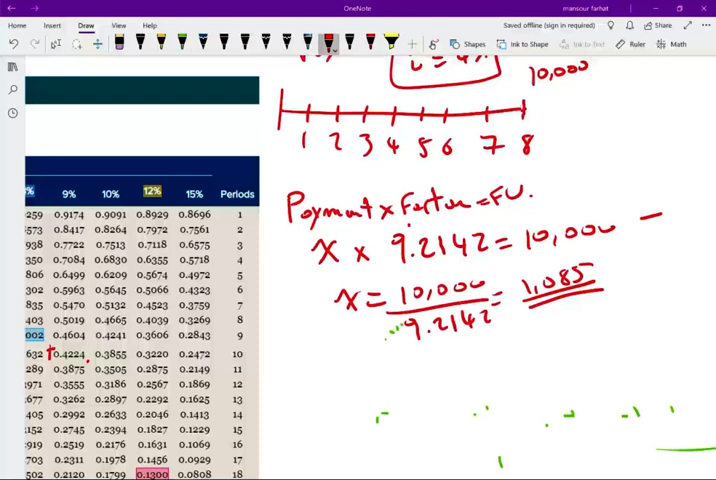 OneNote
mansour farhat
Home Insert Draw View Help Saved offline (sign in required) Share
Shapes Ink to Shape Ink to find Ruler Math
i = 4%
10,000
1 2 3 4 5 6 7 8
% 9% 10% 12% 15% Periods
259 0.9174 0.9091 0.8929 0.8696 1
573 0.8417 0.8264 0.7972 0.7561 2
938 0.7722 0.7513 0.7118 0.6575 3
350 0.7084 0.6830 0.6355 0.5718 4
806 0.6499 0.6209 0.5674 0.4972 5
302 0.5963 0.5645 0.5066 0.4323 6
835 0.5470 0.5132 0.4523 0.3759 7
403 0.5019 0.4665 0.4039 0.3269 8
002 0.4604 0.4241 0.3606 0.2843 9
632 0.4224 0.3855 0.3220 0.2472 10
289 0.3875 0.3505 0.2875 0.2149 11
971 0.3555 0.3186 0.2567 0.1869 12
677 0.3262 0.2897 0.2292 0.1625 13
405 0.2992 0.2633 0.2046 0.1413 14
152 0.2745 0.2394 0.1827 0.1229 15
919 0.2519 0.2176 0.1631 0.1069 16
703 0.2311 0.1978 0.1456 0.0929 17
502 0.2120 0.1799 0.1300 0.0808 18
Payment x Factor = FV.
X x 9.2142 = 10,000
X = 10,000 = 1,085
9.2142